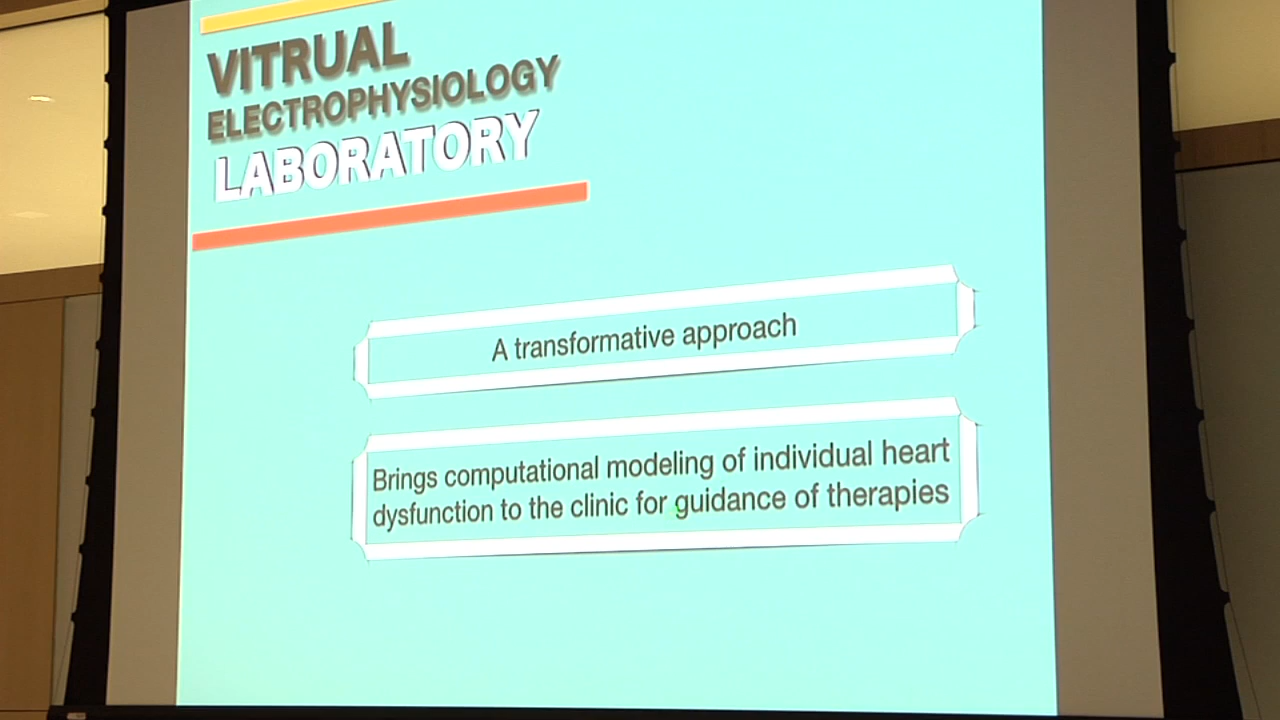 VITRUAL
ELECTROPHYSIOLOGY
LABORATORY
A transformative approach
Brings computational modeling of individual heart
dysfunction to the clinic for guidance of therapies